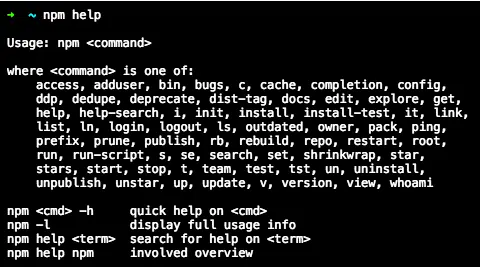 ➜ ~ npm help
Usage: npm <command>
where <command> is one of:
access, adduser, bin, bugs, c, cache, completion, config,
ddp, dedupe, deprecate, dist-tag, docs, edit, explore, get,
help, help-search, i, init, install, install-test, it, link,
list, ln, login, logout, ls, outdated, owner, pack, ping,
prefix, prune, publish, rb, rebuild, repo, restart, root,
run, run-script, s, se, search, set, shrinkwrap, star,
stars, start, stop, t, team, test, tst, un, uninstall,
unpublish, unstar, up, update, v, version, view, whoami
npm <cmd> -h     quick help on <cmd>
npm -l           display full usage info
npm help <term>  search for help on <term>
npm help npm     involved overview